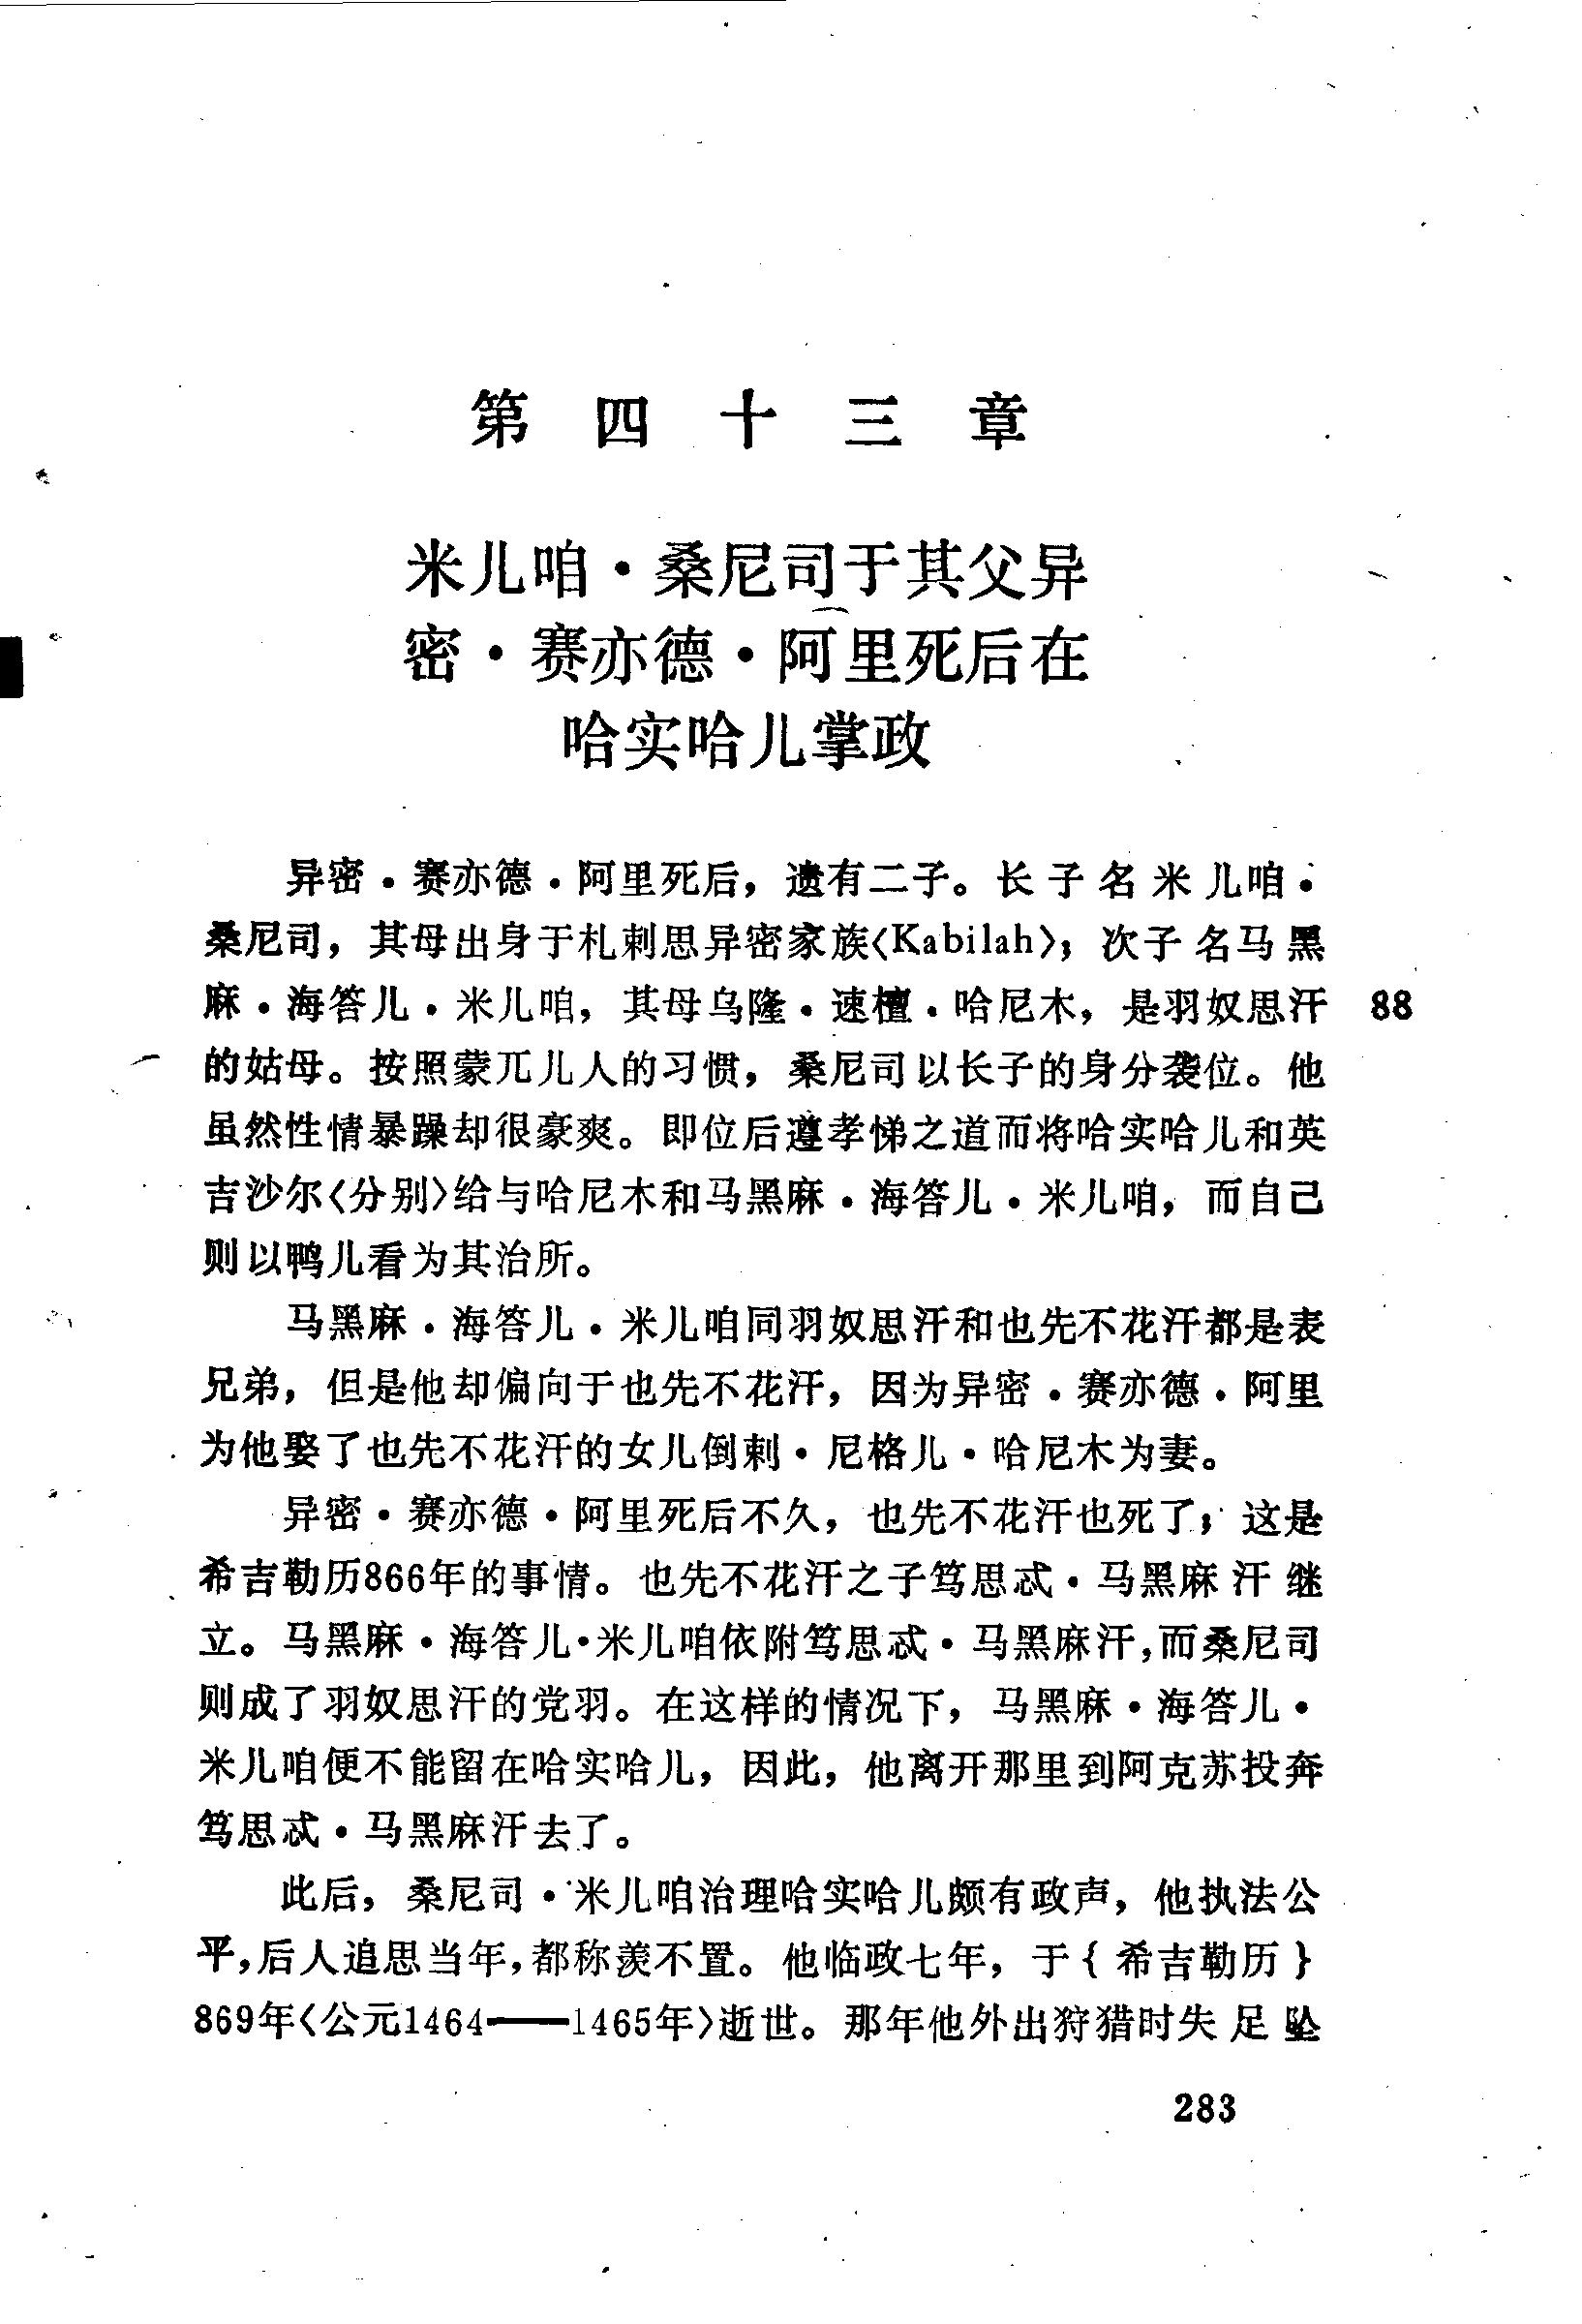 第四十三章
米儿咱·桑尼司于其父异
密·赛亦德·阿里死后在
哈实哈儿掌政
异密·赛亦德·阿里死后，遗有二子。长子名米儿咱·
桑尼司，其母出身于札剌思异密家族〈Kabilah〉；次子名马黑
麻·海答儿·米儿咱，其母乌隆·速檀·哈尼木，是羽奴思汗 88
的姑母。按照蒙兀儿人的习惯，桑尼司以长子的身分袭位。他
虽然性情暴躁却很豪爽。即位后遵孝悌之道而将哈实哈儿和英
吉沙尔〈分别〉给与哈尼木和马黑麻·海答儿·米儿咱，而自己
则以鸭儿看为其治所。
马黑麻·海答儿·米儿咱同羽奴思汗和也先不花汗都是表
兄弟，但是他却偏向于也先不花汗，因为异密·赛亦德·阿里
为他娶了也先不花汗的女儿倒剌·尼格儿·哈尼木为妻。
异密·赛亦德·阿里死后不久，也先不花汗也死了；这是
希吉勒历866年的事情。也先不花汗之子笃思忒·马黑麻汗继
立。马黑麻·海答儿·米儿咱依附笃思忒·马黑麻汗，而桑尼司
则成了羽奴思汗的党羽。在这样的情况下，马黑麻·海答儿·
米儿咱便不能留在哈实哈儿，因此，他离开那里到阿克苏投奔
笃思忒·马黑麻汗去了。
此后，桑尼司·米儿咱治理哈实哈儿颇有政声，他执法公
平，后人追思当年，都称羡不置。他临政七年，于{希吉勒历}
869年〈公元1464——1465年〉逝世。那年他外出狩猎时失足坠
283